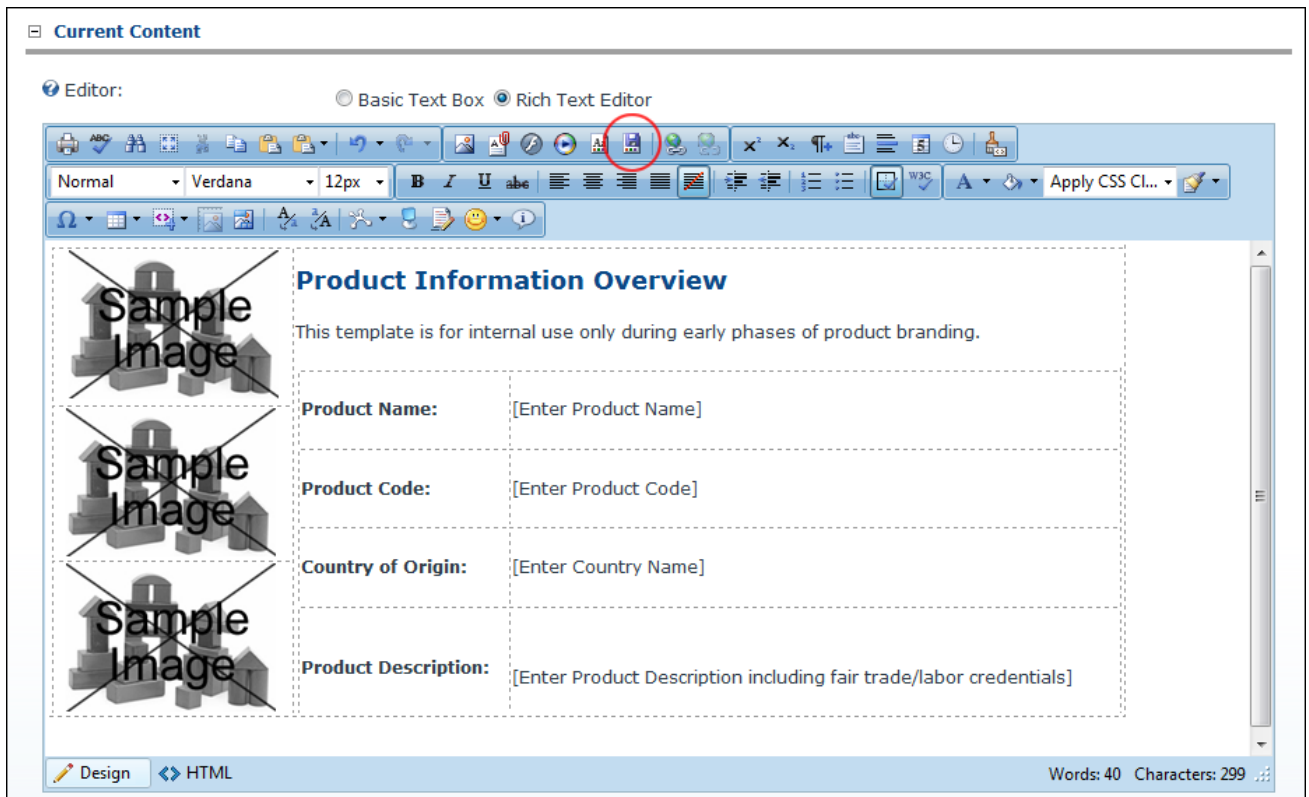 Current Content
Editor:
Basic Text Box Rich Text Editor
Normal Verdana 12px B I U abc W3C A Apply CSS Cl...
Sample
Image
Product Information Overview
This template is for internal use only during early phases of product branding.
Product Name: [Enter Product Name]
Sample
Image
Product Code: [Enter Product Code]
Country of Origin: [Enter Country Name]
Sample
Image
Product Description: [Enter Product Description including fair trade/labor credentials]
Design HTML Words: 40 Characters: 299